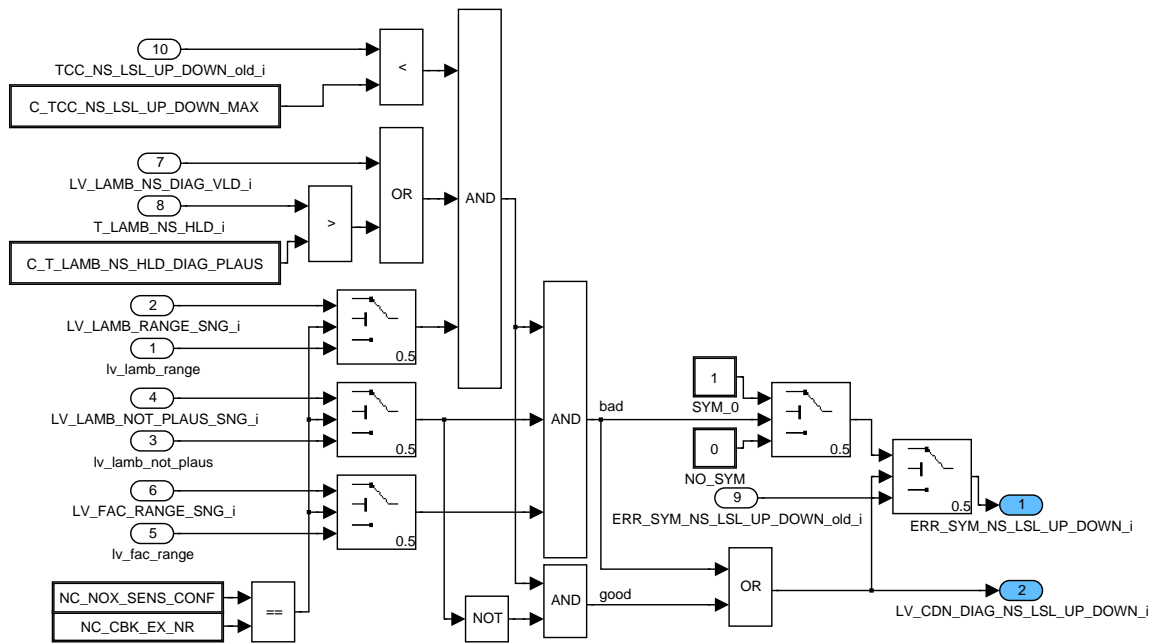 10
TCC_NS_LSL_UP_DOWN_old_i
<
C_TCC_NS_LSL_UP_DOWN_MAX
7
LV_LAMB_NS_DIAG_VLD_i
OR
AND
8
T_LAMB_NS_HLD_i
>
C_T_LAMB_NS_HLD_DIAG_PLAUS
2
LV_LAMB_RANGE_SNG_i
1
lv_lamb_range
0.5
4
LV_LAMB_NOT_PLAUS_SNG_i
3
lv_lamb_not_plaus
0.5
6
LV_FAC_RANGE_SNG_i
5
lv_fac_range
0.5
AND
bad
1
SYM_0
0
NO_SYM
0.5
9
ERR_SYM_NS_LSL_UP_DOWN_old_i
0.5
1
ERR_SYM_NS_LSL_UP_DOWN_i
NC_NOX_SENS_CONF
NC_CBK_EX_NR
==
NOT
AND
good
OR
2
LV_CDN_DIAG_NS_LSL_UP_DOWN_i